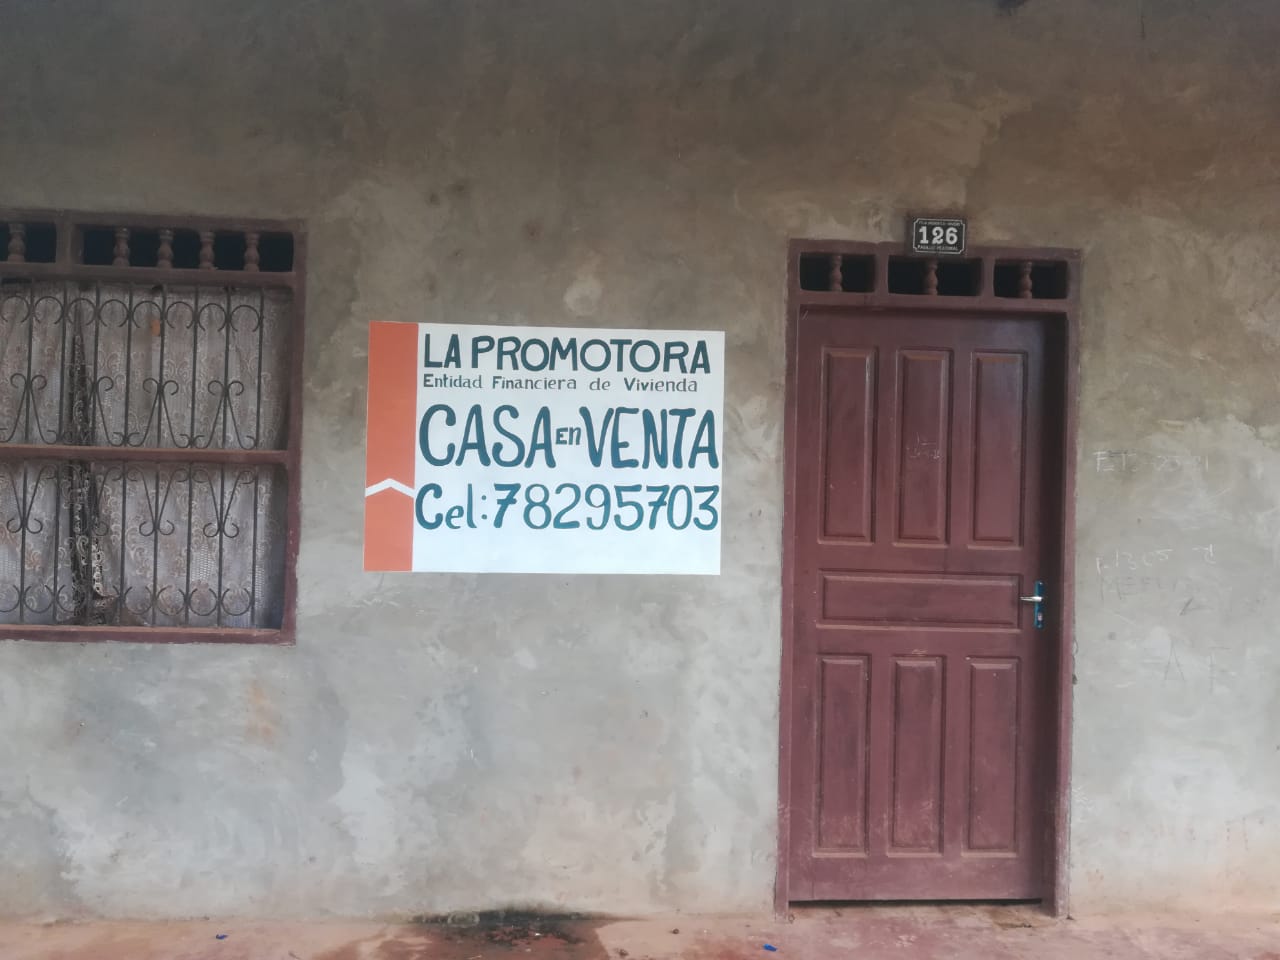 126
LA PROMOTORA
Entidad Financiera de Vivienda
CASA en VENTA
Cel: 78295703